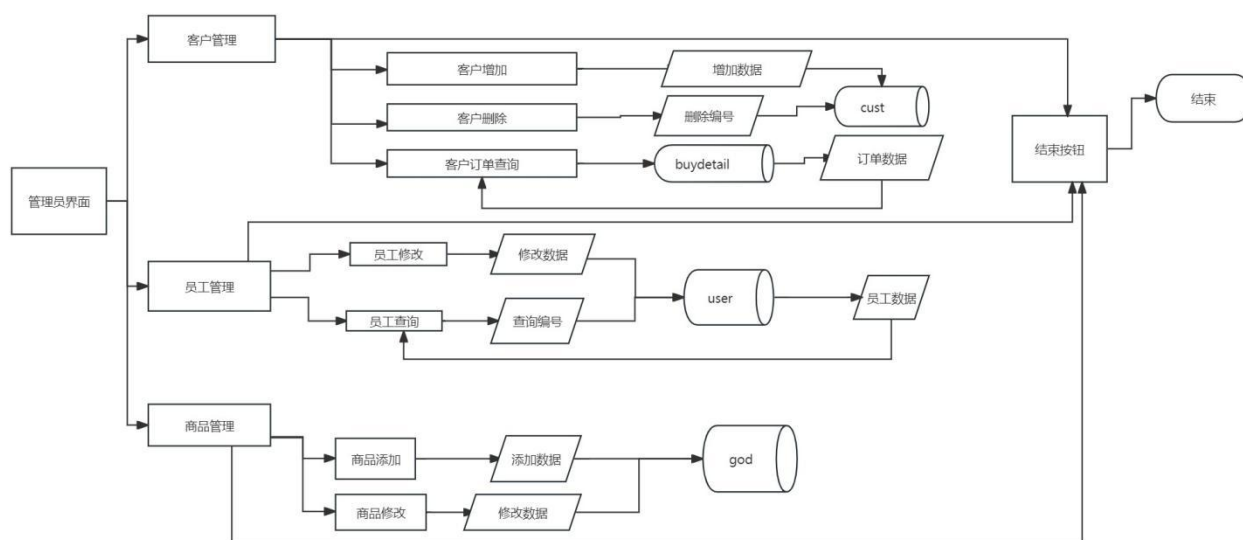 客户管理
客户增加
增加数据
cust
客户删除
删除编号
客户订单查询
buydetail
订单数据
结束按钮
结束
管理员界面
员工管理
员工修改
修改数据
user
员工数据
员工查询
查询编号
商品管理
商品添加
添加数据
god
商品修改
修改数据